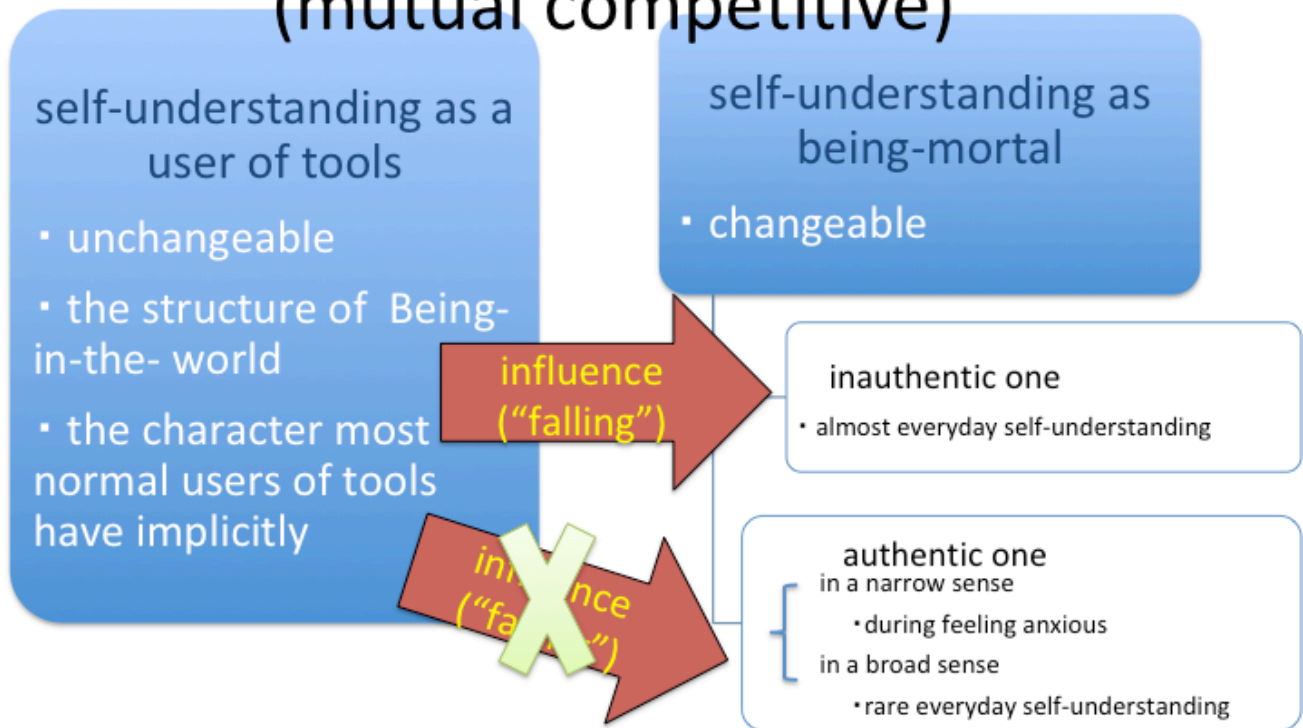 (mutual competitive)
self-understanding as a
user of tools
・unchangeable
・the structure of Being-
in-the- world
・the character most
normal users of tools
have implicitly
self-understanding as
being-mortal
・changeable
influence
(“falling”)
inauthentic one
・almost everyday self-understanding
authentic one
in a narrow sense
・during feeling anxious
in a broad sense
・rare everyday self-understanding